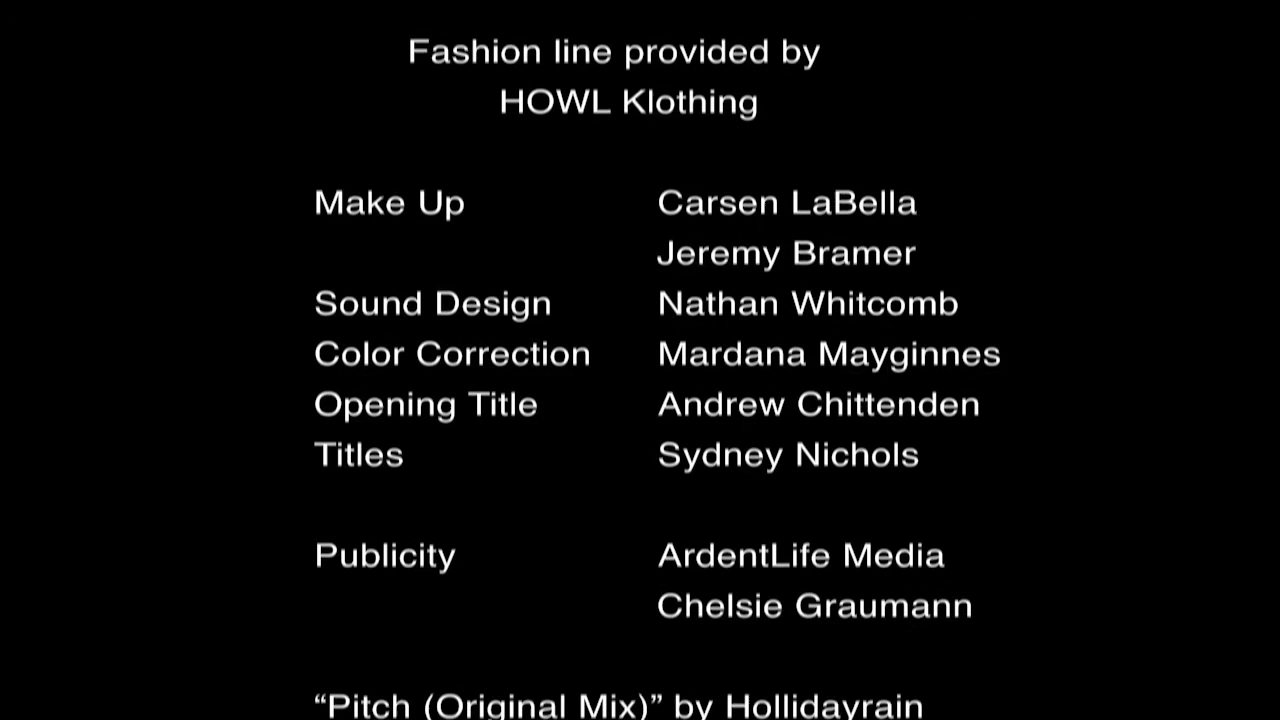 Fashion line provided by
HOWL Klothing
Make Up Carsen LaBella
Jeremy Bramer
Sound Design Nathan Whitcomb
Color Correction Mardana Mayginnes
Opening Title Andrew Chittenden
Titles Sydney Nichols
Publicity ArdentLife Media
Chelsie Graumann
“Pitch (Original Mix)” by Hollidayrain